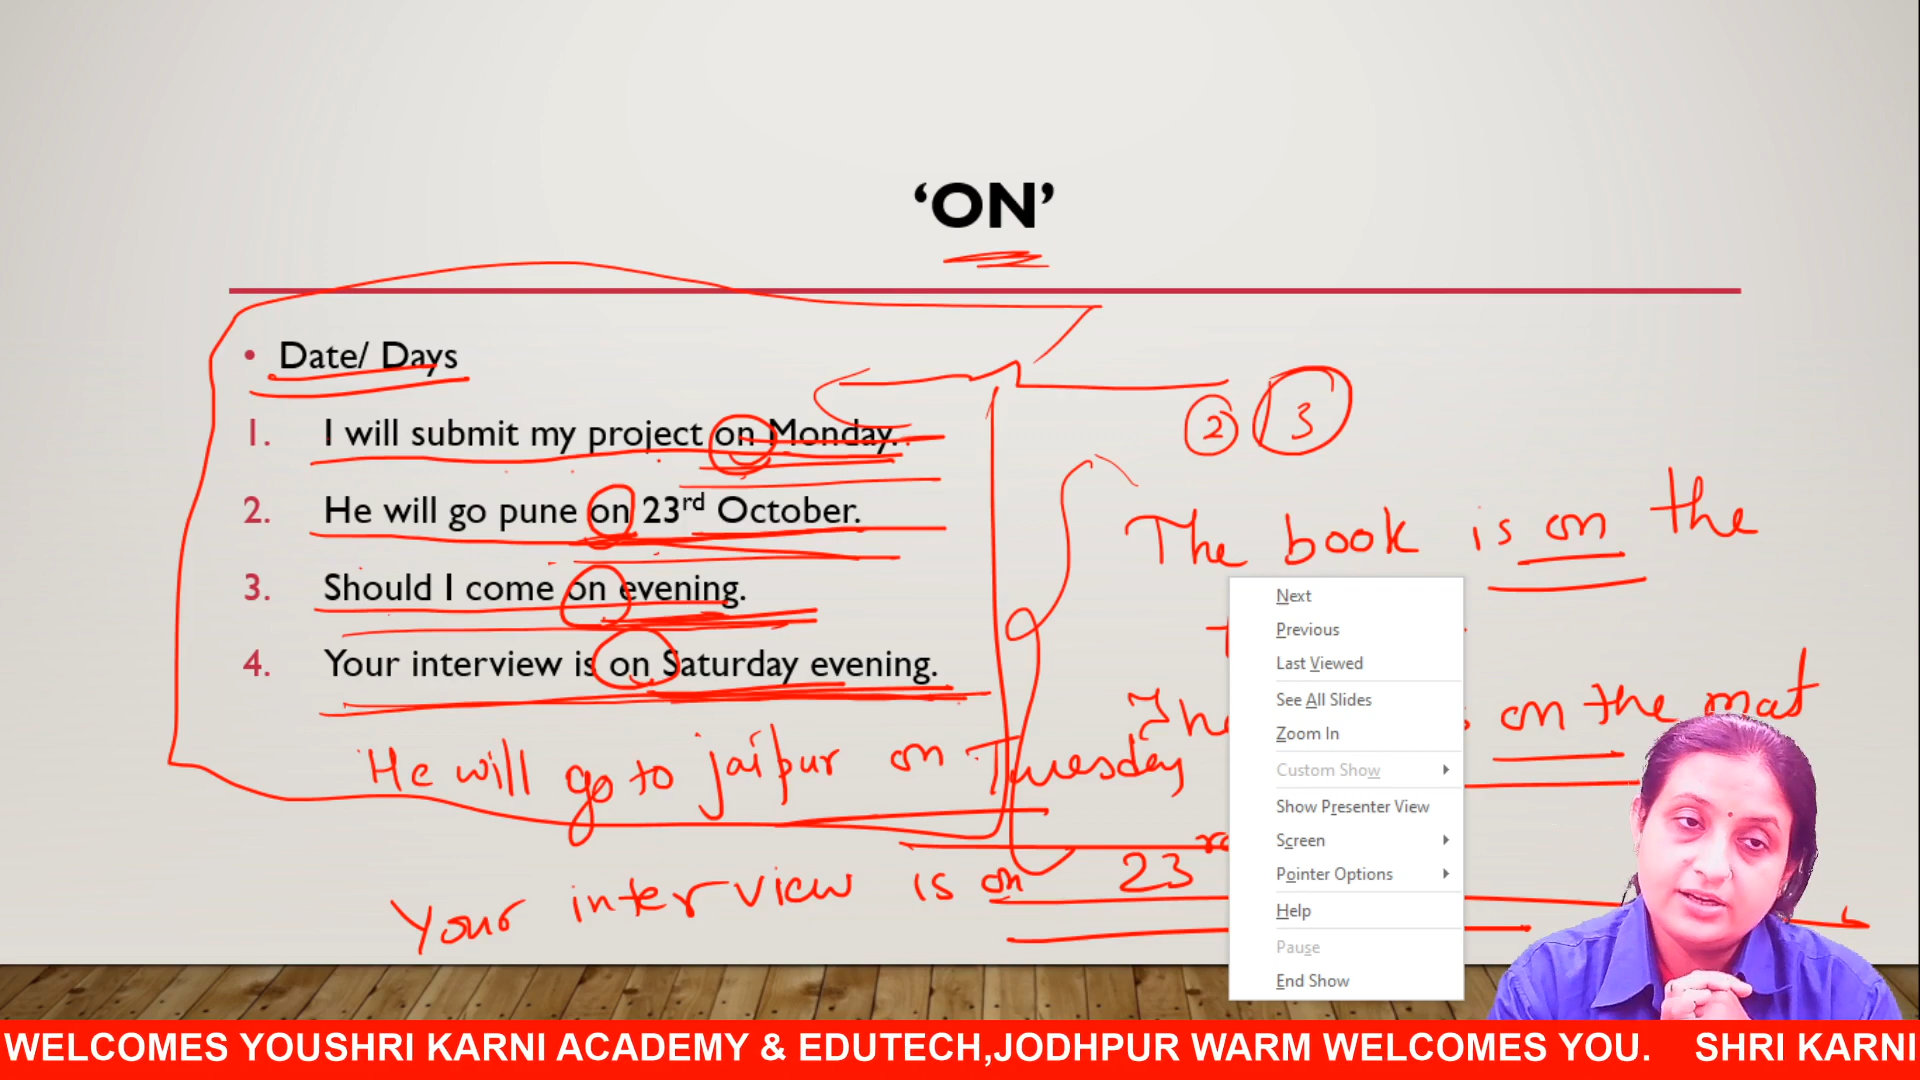 ‘ON’
• Date/ Days
1. I will submit my project on Monday.
2. He will go pune on 23rd October.
3. Should I come on evening.
4. Your interview is on Saturday evening.
He will go to jaipur on Tuesday
Your interview is on 23rd
2 3
The book is on the
The
on the mat
Next
Previous
Last Viewed
See All Slides
Zoom In
Custom Show
Show Presenter View
Screen
Pointer Options
Help
Pause
End Show
WELCOMES YOUSHRI KARNI ACADEMY & EDUTECH,JODHPUR WARM WELCOMES YOU. SHRI KARNI